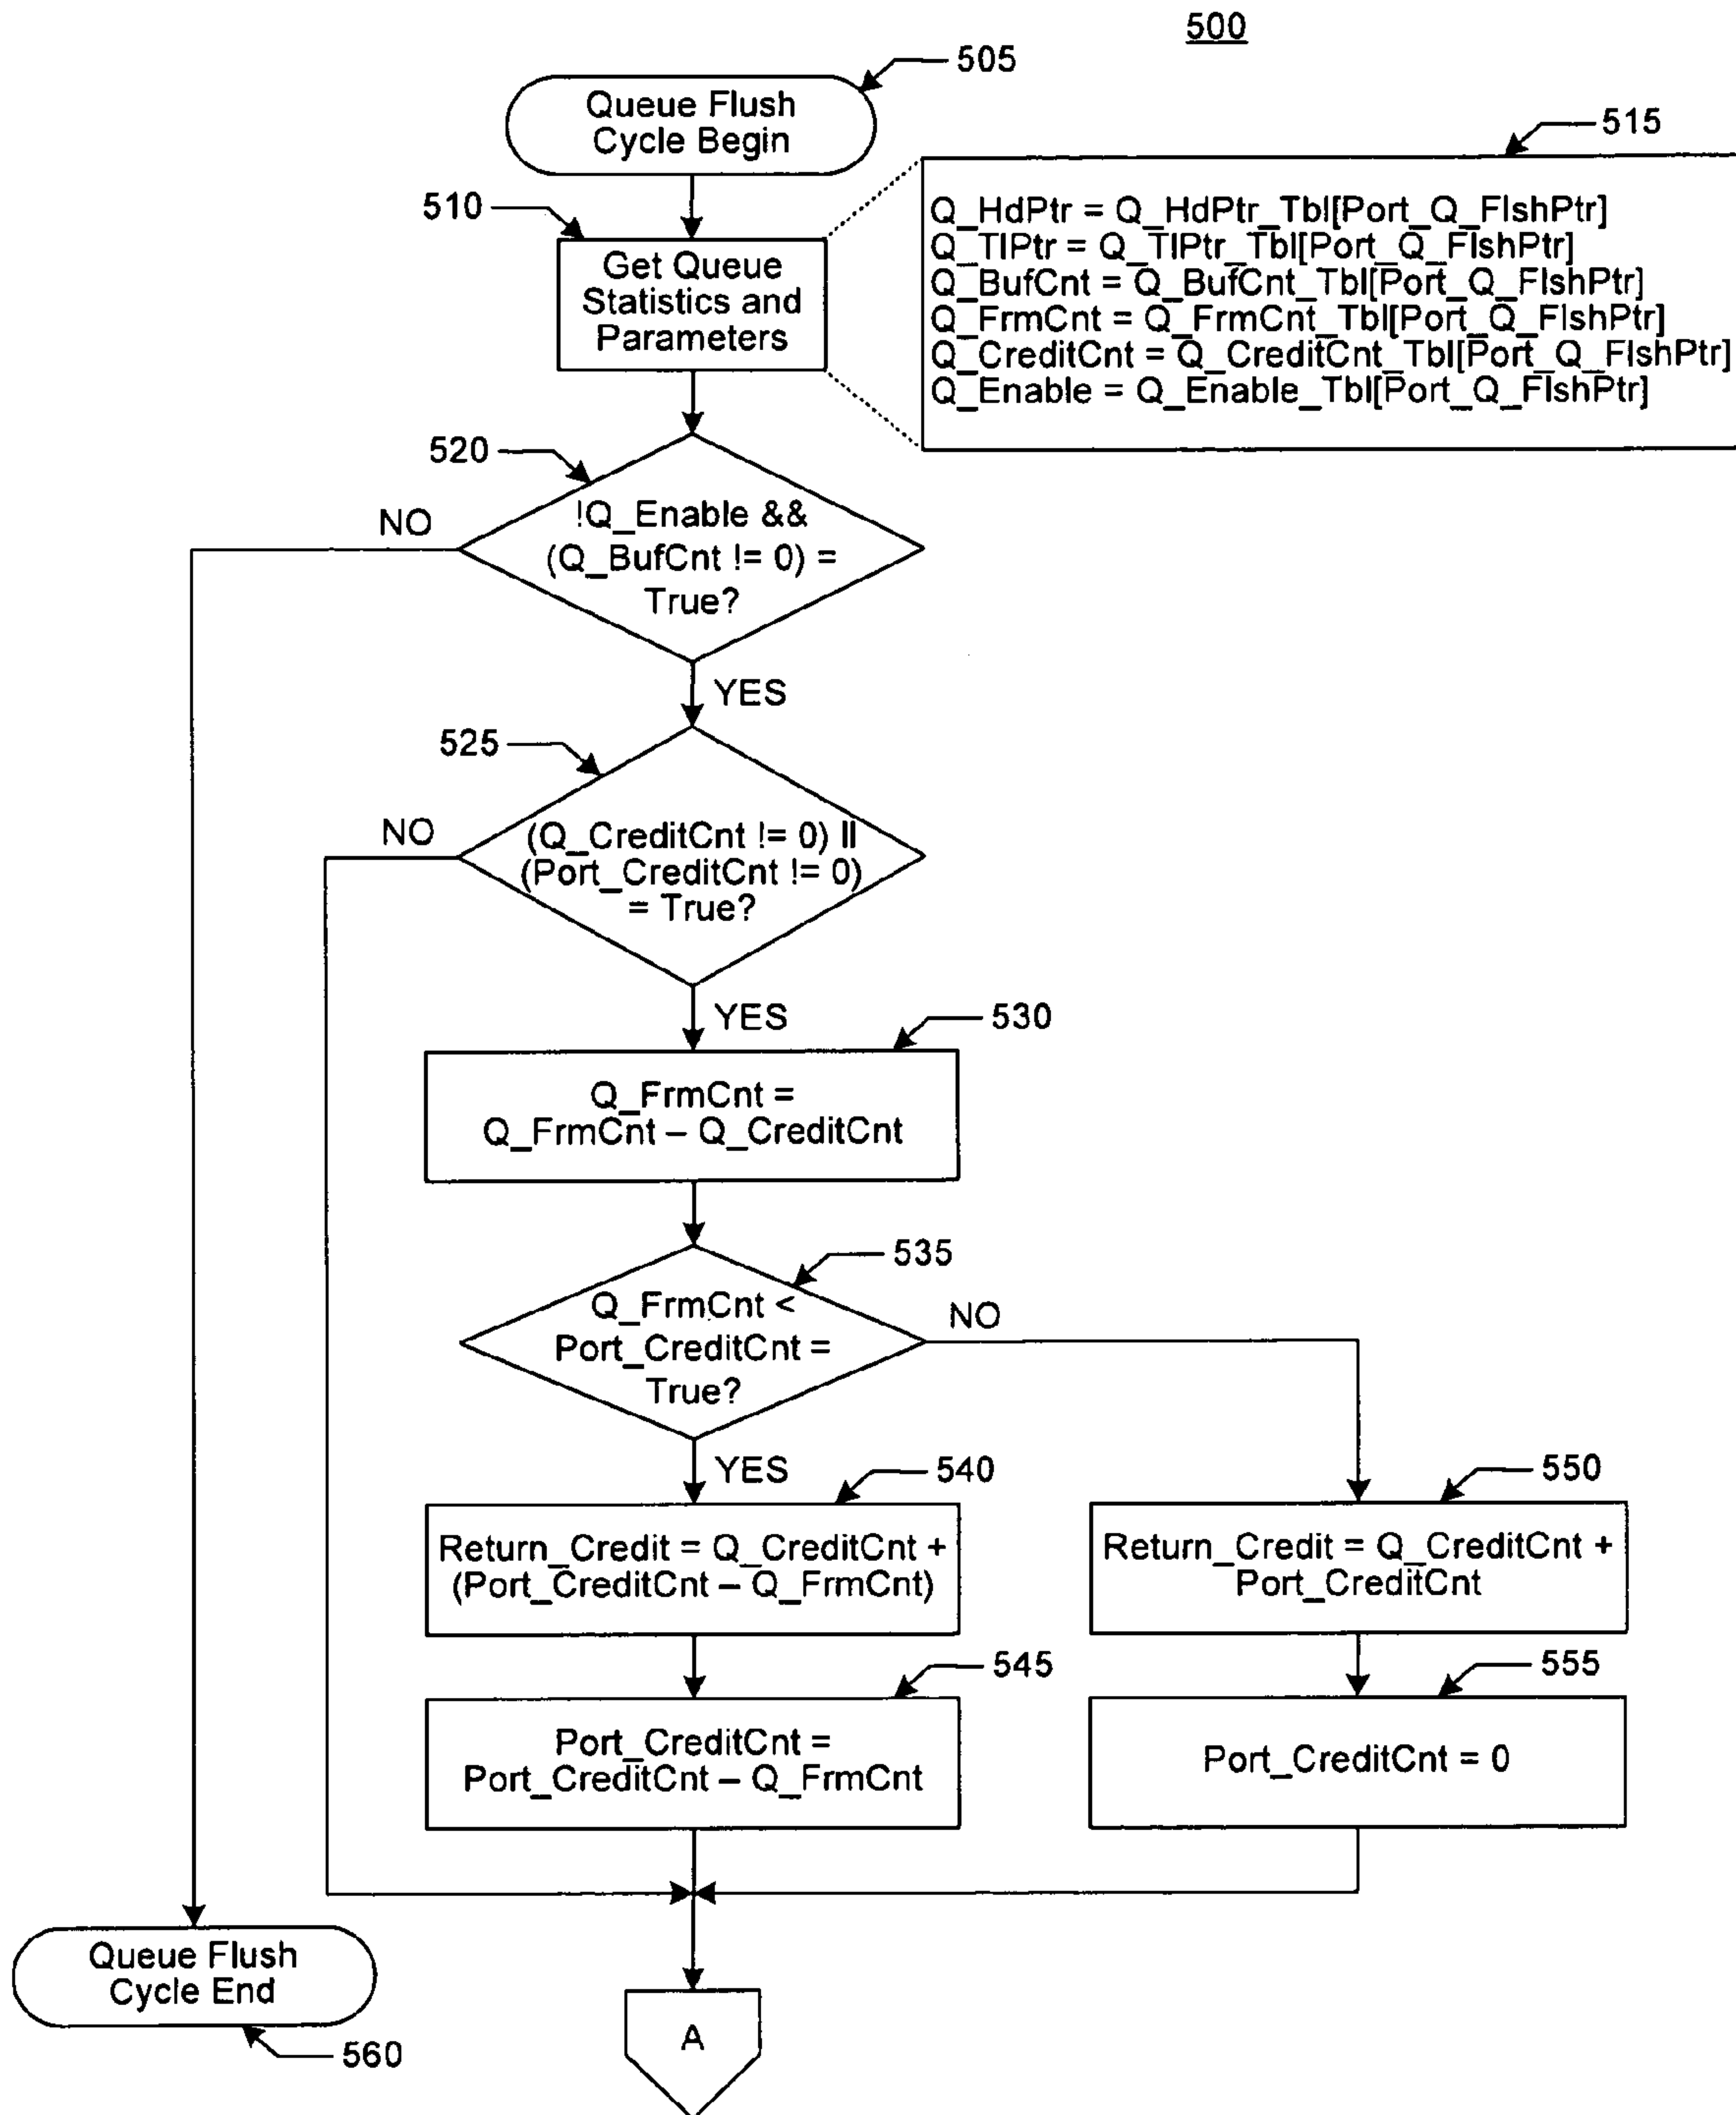 500
505
Queue Flush
Cycle Begin
515
510
Get Queue
Statistics and
Parameters
Q_HdPtr = Q_HdPtr_Tbl[Port_Q_FlshPtr]
Q_TlPtr = Q_TlPtr_Tbl[Port_Q_FlshPtr]
Q_BufCnt = Q_BufCnt_Tbl[Port_Q_FlshPtr]
Q_FrmCnt = Q_FrmCnt_Tbl[Port_Q_FlshPtr]
Q_CreditCnt = Q_CreditCnt_Tbl[Port_Q_FlshPtr]
Q_Enable = Q_Enable_Tbl[Port_Q_FlshPtr]
520
NO
!Q_Enable &&
(Q_BufCnt != 0) =
True?
YES
525
NO
(Q_CreditCnt != 0) ||
(Port_CreditCnt != 0)
= True?
YES
530
Q_FrmCnt =
Q_FrmCnt – Q_CreditCnt
535
Q_FrmCnt <
Port_CreditCnt =
True?
NO
YES
540
Return_Credit = Q_CreditCnt +
(Port_CreditCnt – Q_FrmCnt)
550
Return_Credit = Q_CreditCnt +
Port_CreditCnt
545
Port_CreditCnt =
Port_CreditCnt – Q_FrmCnt
555
Port_CreditCnt = 0
Queue Flush
Cycle End
560
A